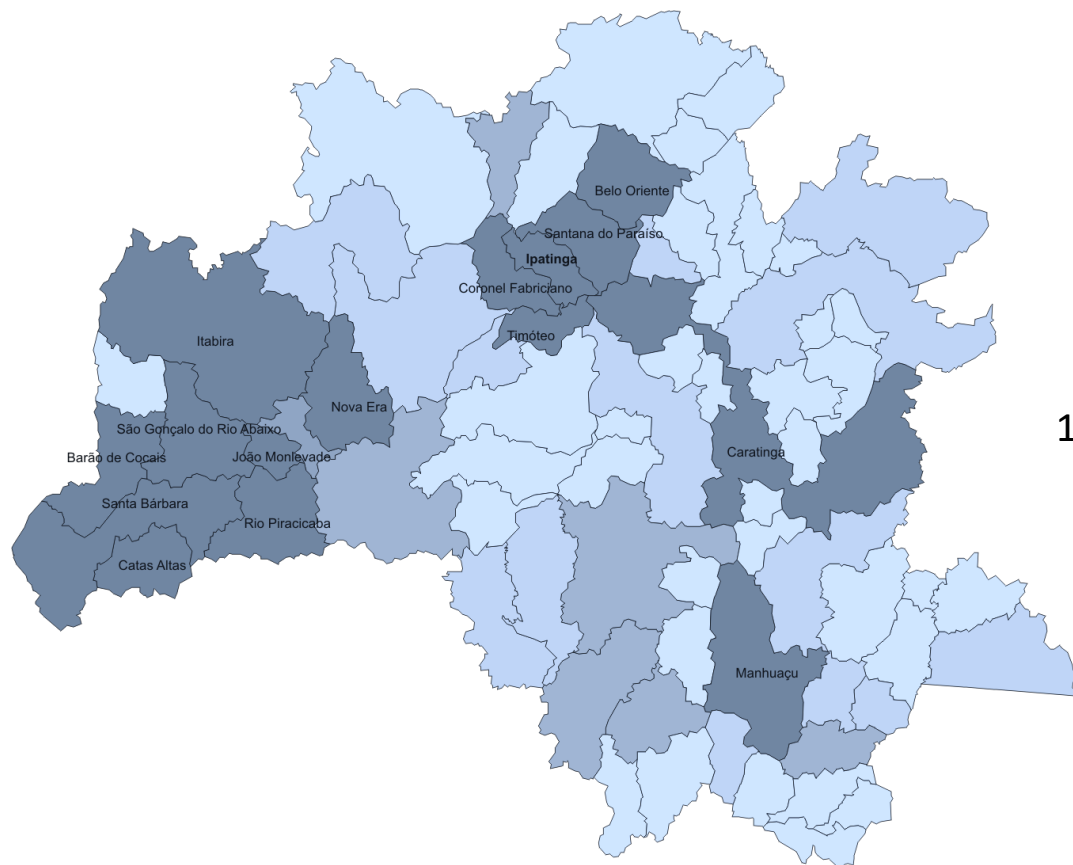 Belo Oriente
Santana do Paraíso
Ipatinga
Coronel Fabriciano
Timóteo
Itabira
Nova Era
São Gonçalo do Rio Abaixo
Barão de Cocais
João Monlevade
Caratinga
Santa Bárbara
Rio Piracicaba
Catas Altas
Manhuaçu
1